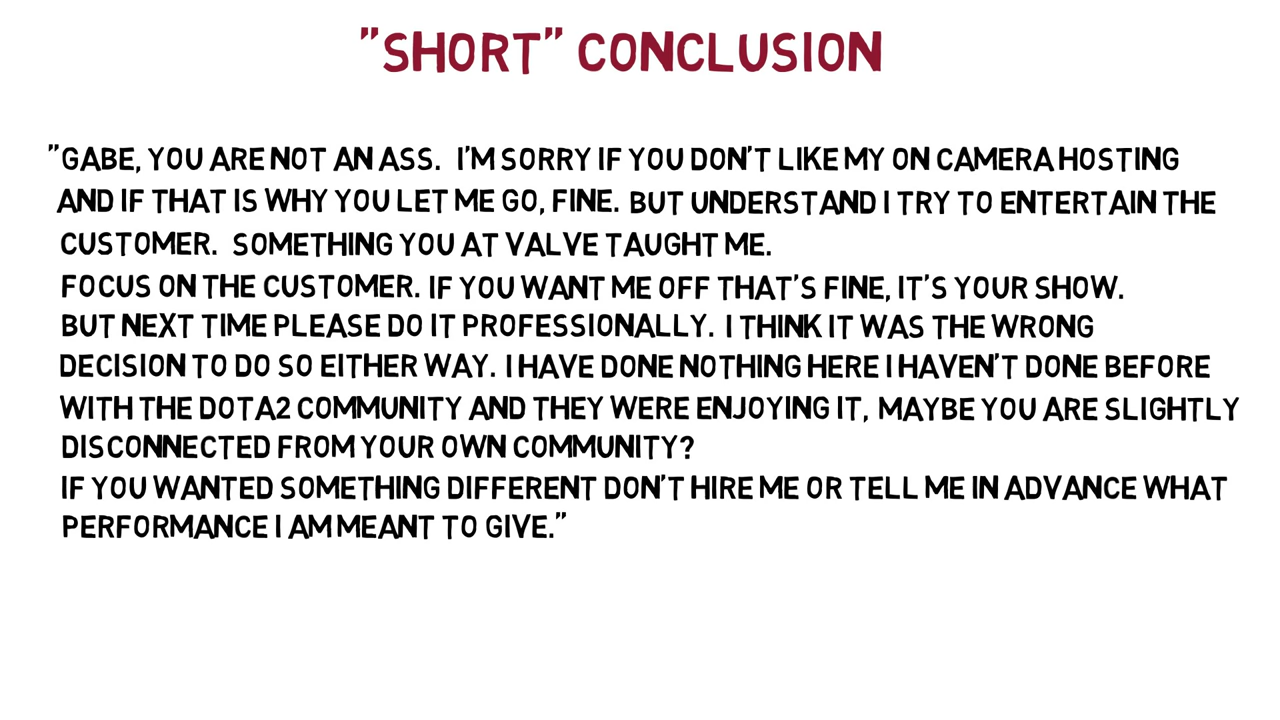 "SHORT" CONCLUSION
"GABE, YOU ARE NOT AN ASS. I'M SORRY IF YOU DON'T LIKE MY ON CAMERA HOSTING
AND IF THAT IS WHY YOU LET ME GO, FINE. BUT UNDERSTAND I TRY TO ENTERTAIN THE
CUSTOMER. SOMETHING YOU AT VALVE TAUGHT ME.
FOCUS ON THE CUSTOMER. IF YOU WANT ME OFF THAT'S FINE, IT'S YOUR SHOW.
BUT NEXT TIME PLEASE DO IT PROFESSIONALLY. I THINK IT WAS THE WRONG
DECISION TO DO SO EITHER WAY. I HAVE DONE NOTHING HERE I HAVEN'T DONE BEFORE
WITH THE DOTA2 COMMUNITY AND THEY WERE ENJOYING IT, MAYBE YOU ARE SLIGHTLY
DISCONNECTED FROM YOUR OWN COMMUNITY?
IF YOU WANTED SOMETHING DIFFERENT DON'T HIRE ME OR TELL ME IN ADVANCE WHAT
PERFORMANCE I AM MEANT TO GIVE."